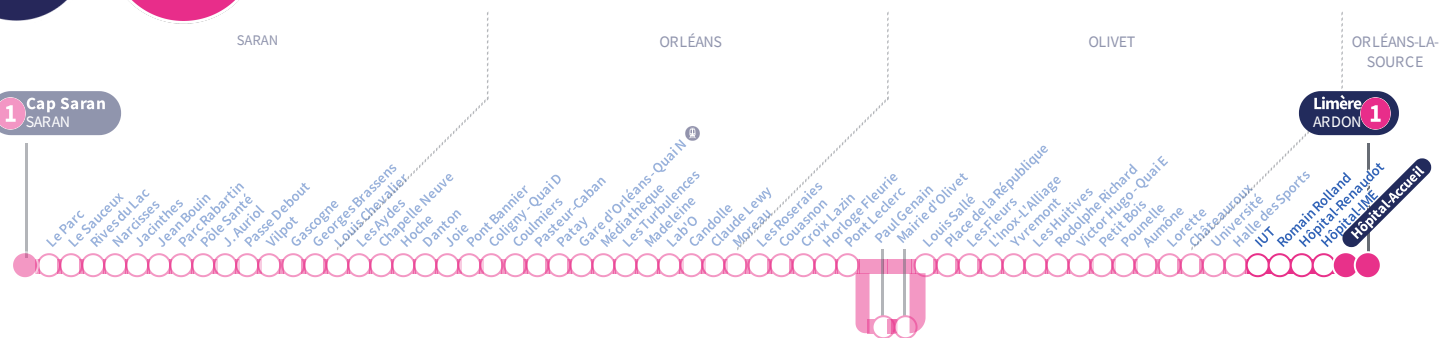 SARAN
ORLÉANS
OLIVET
ORLÉANS-LA-
SOURCE
1
Cap Saran
SARAN
Limère
ARDON
1
Le Parc
Le Sauceux
Rives du Lac
Narcisses
Jacinthes
Jean Bouin
Parc Rabartin
Pôle Santé
J. Auriol
Passe Debout
Vilpot
Gascogne
Georges Brassens
Louis Chevalier
Les Aydes
Chapelle Neuve
Hoche
Danton
Joie
Pont Bannier
Coligny - Quai D
Coulmiers
Pasteur-Caban
Patay
Gare d'Orléans - Quai N
Médiathèque
Les Turbulences
Madeleine
Lab'O
Candolle
Claude Lewy
Moreau
Les Roseraies
Couasnon
Croix Lazin
Horloge Fleurie
Pont Leclerc
Paul Genain
Mairie d'Olivet
Louis Sallé
Place de la République
Les Fleurs
L'Inox-L'Alliage
Yvremont
Les Huitives
Rodolphe Richard
Victor Hugo - Quai E
Petit Bois
Pounelle
Aumône
Lorette
Châteauroux
Université
Halle des Sports
IUT
Romain Rolland
Hôpital-Renaudot
Hôpital-IME
Hôpital-Accueil